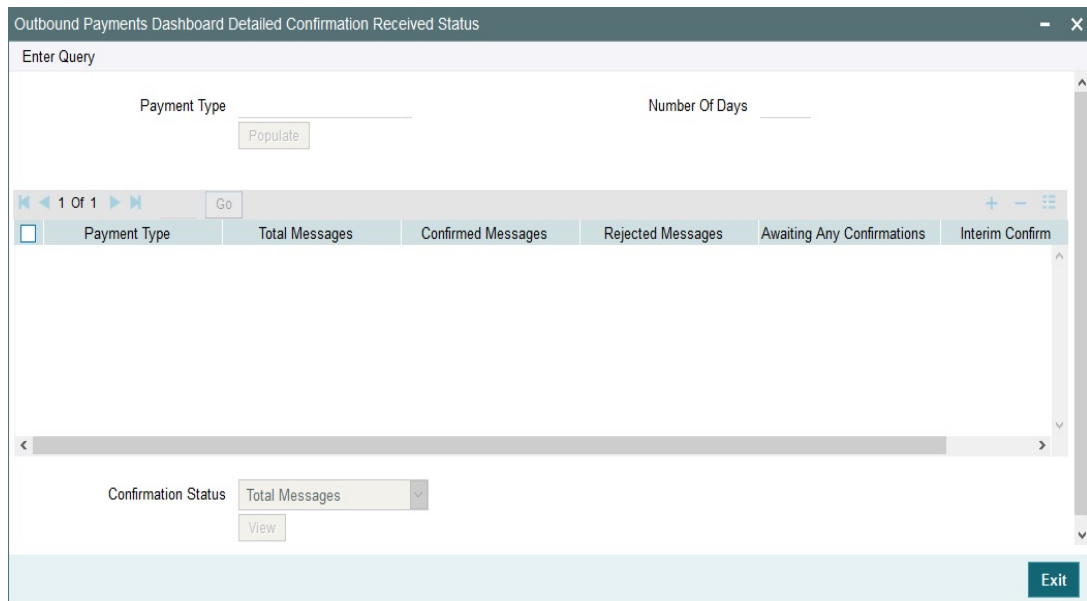 Outbound Payments Dashboard Detailed Confirmation Received Status
Enter Query
Payment Type Number Of Days
Populate
1 Of 1 Go
Payment Type Total Messages Confirmed Messages Rejected Messages Awaiting Any Confirmations Interim Confirm
Confirmation Status Total Messages
View
Exit